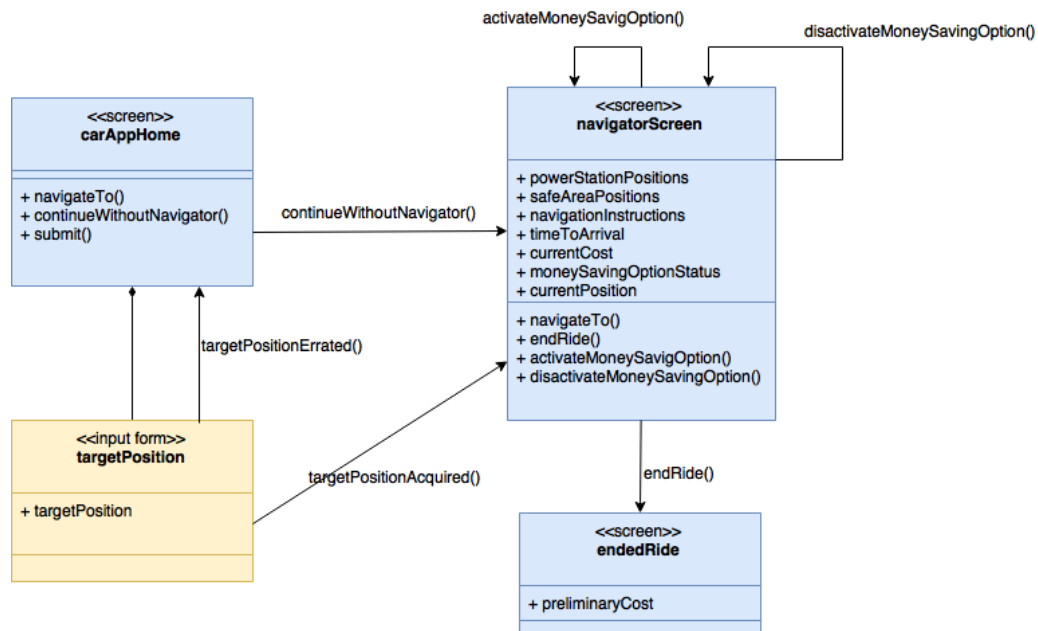 activateMoneySavigOption()
disactivateMoneySavingOption()
<<screen>>
carAppHome
+ navigateTo()
+ continueWithoutNavigator()
+ submit()
continueWithoutNavigator()
<<screen>>
navigatorScreen
+ powerStationPositions
+ safeAreaPositions
+ navigationInstructions
+ timeToArrival
+ currentCost
+ moneySavingOptionStatus
+ currentPosition
+ navigateTo()
+ endRide()
+ activateMoneySavigOption()
+ disactivateMoneySavingOption()
targetPositionErrated()
<<input form>>
targetPosition
+ targetPosition
targetPositionAcquired()
endRide()
<<screen>>
endedRide
+ preliminaryCost